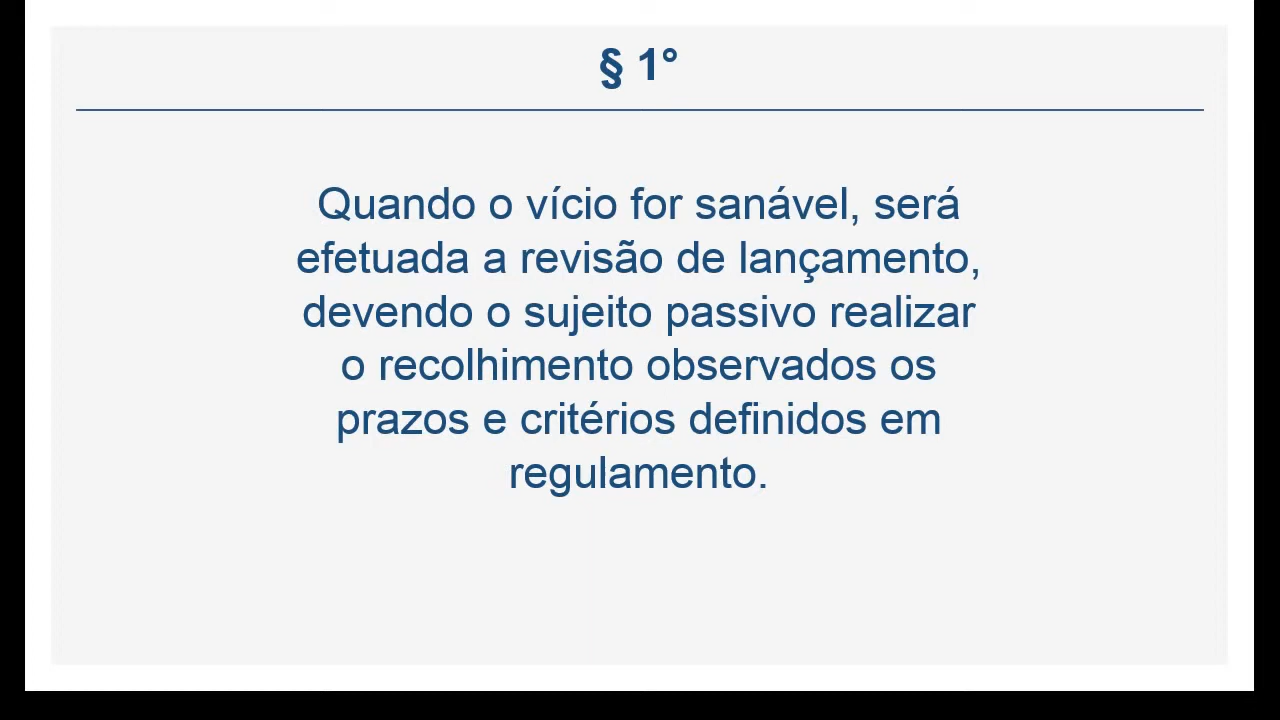 § 1°
Quando o vício for sanável, será
efetuada a revisão de lançamento,
devendo o sujeito passivo realizar
o recolhimento observados os
prazos e critérios definidos em
regulamento.